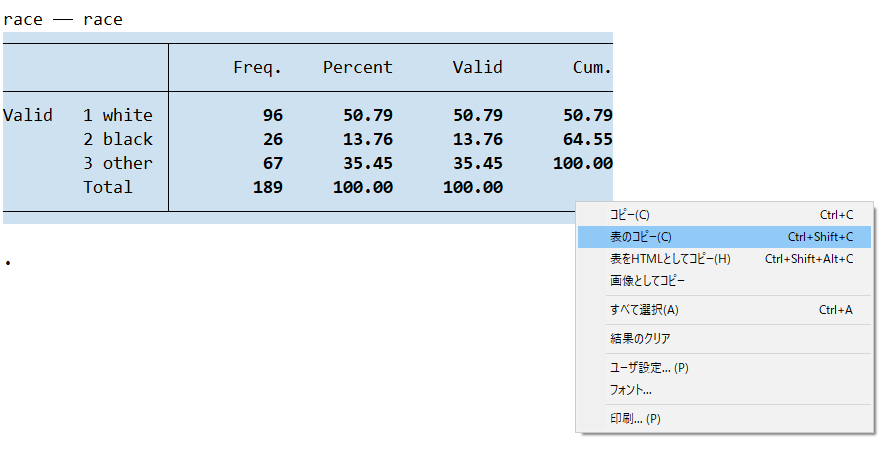 race — race
Freq. Percent Valid Cum.
Valid 1 white 96 50.79 50.79 50.79
2 black 26 13.76 13.76 64.55
3 other 67 35.45 35.45 100.00
Total 189 100.00 100.00
.
コピー(C) Ctrl+C
表のコピー(C) Ctrl+Shift+C
表をHTMLとしてコピー(H) Ctrl+Shift+Alt+C
画像としてコピー
すべて選択(A) Ctrl+A
結果のクリア
ユーザ設定... (P)
フォント...
印刷... (P)